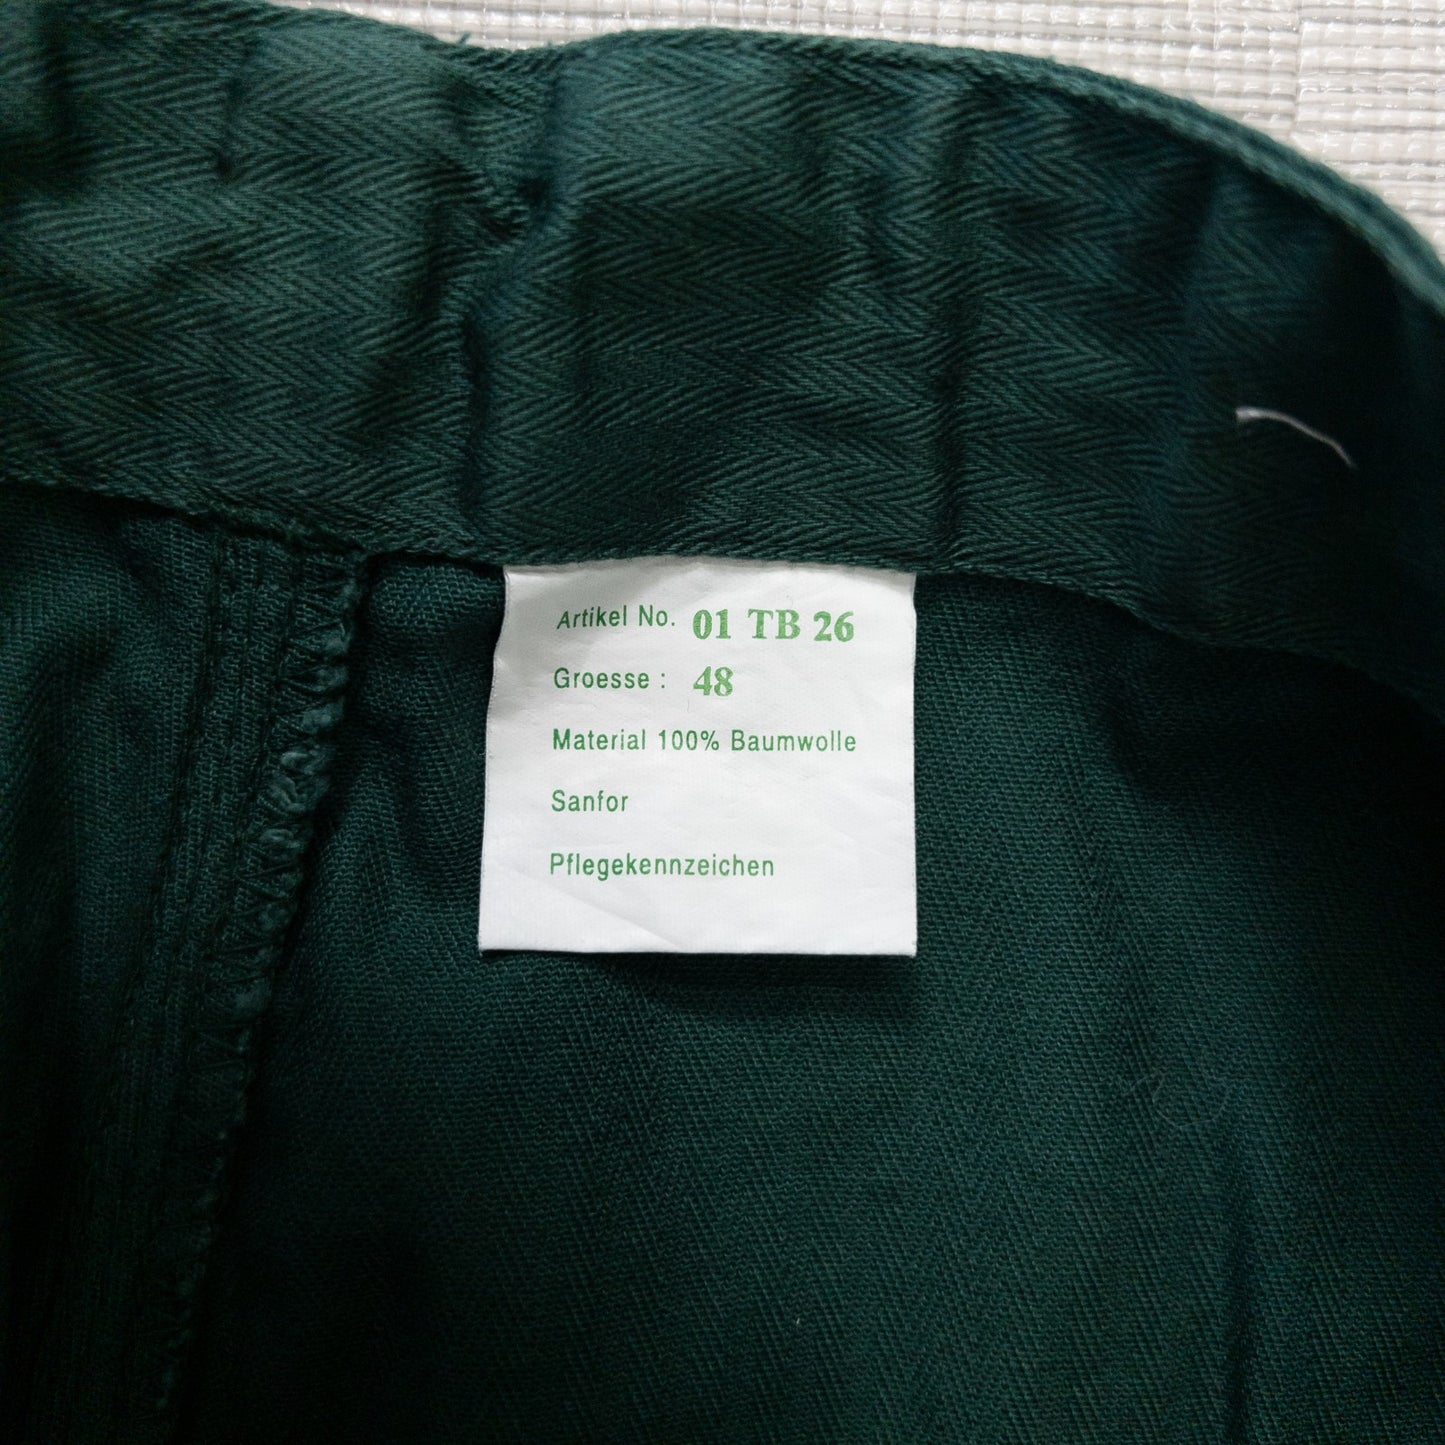 Artikel No. 01 TB 26
Groesse : 48
Material 100% Baumwolle
Sanfor
Pflegekennzeichen